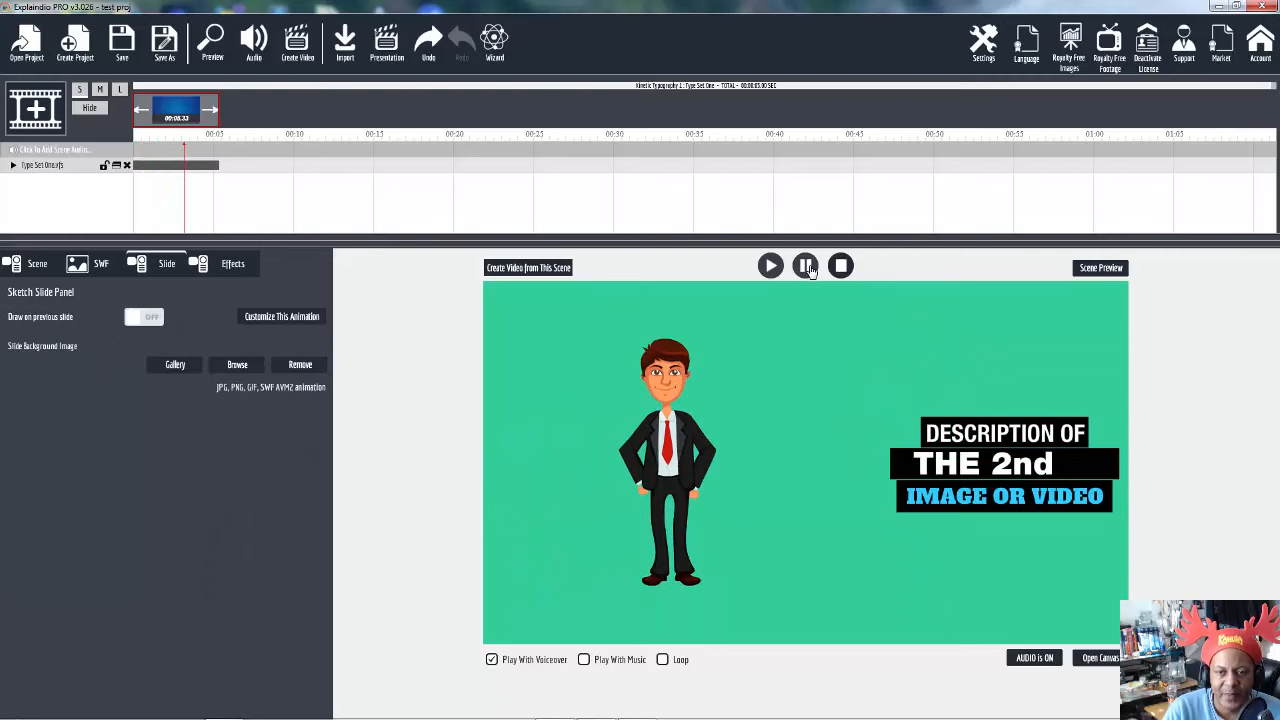 Explaindio PRO v3.026 - test proj
Open Project
Create Project
Save
Save As
Preview
Audio
Create Video
Import
Presentation
Undo
Redo
Wizard
Settings
Language
Royalty Free
Images
Royalty Free
Footage
Deactivate
License
Support
Market
Account
S M L
Hide
Kinetic Typography 1 : Type Set One - TOTAL - 00:00:05.00 SEC
00:05.33
00:05 00:10 00:15 00:20 00:25 00:30 00:35 00:40 00:45 00:50 00:55 01:00 01:05
Click To Add Scene Audio...
Type Set One.xfs
Scene
SWF
Slide
Effects
Sketch Slide Panel
Draw on previous slide
OFF
Customize This Animation
Slide Background Image
Gallery
Browse
Remove
JPG, PNG, GIF, SWF AVM2 animation
Create Video from This Scene
Scene Preview
DESCRIPTION OF
THE 2nd
IMAGE OR VIDEO
Play With Voiceover
Play With Music
Loop
AUDIO is ON
Open Canvas